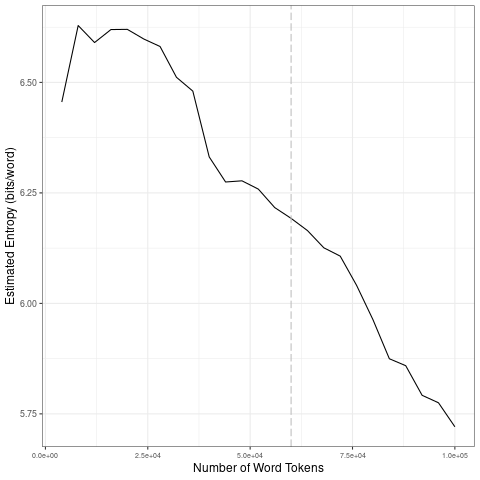 Estimated Entropy (bits/word)
6.50
6.25
6.00
5.75
0.0e+00 2.5e+04 5.0e+04 7.5e+04 1.0e+05
Number of Word Tokens